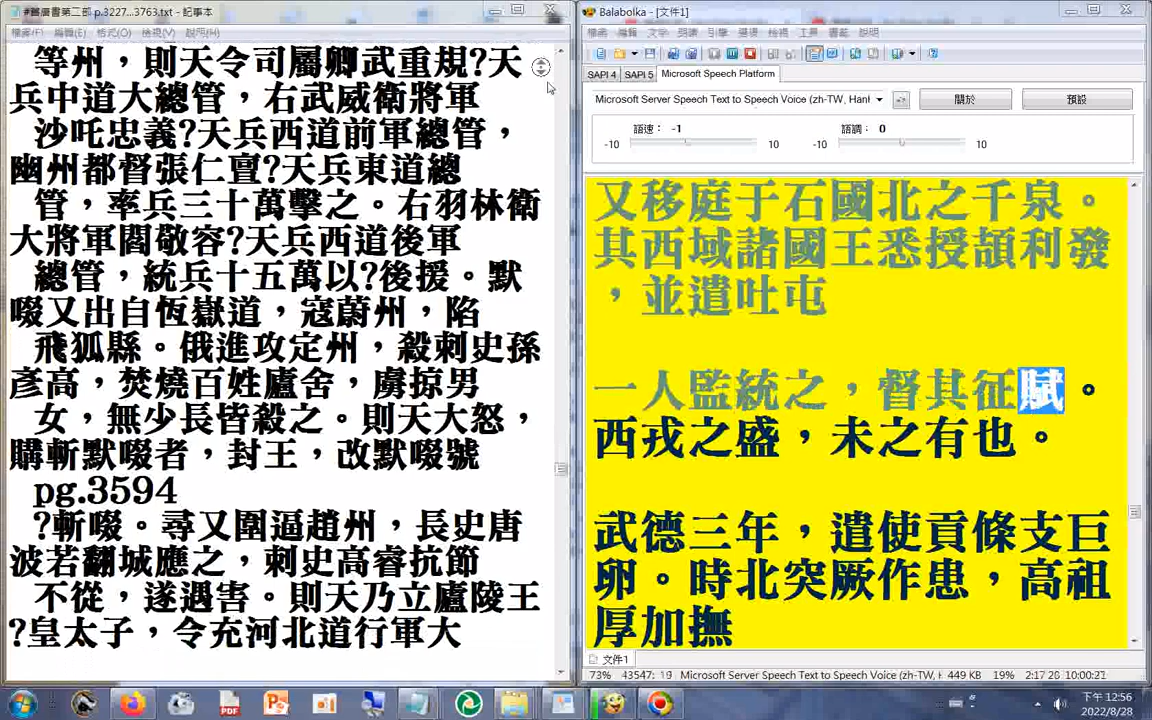 舊唐書第二部 p.3227...3763.txt - 記事本
檔案(F) 編輯(E) 格式(O) 檢視(V) 說明(H)
等州，則天令司屬卿武重規?天
兵中道大總管，右武威衛將軍
沙吒忠義?天兵西道前軍總管，
幽州都督張仁亶?天兵東道總
管，率兵三十萬擊之。右羽林衛
大將軍閻敬容?天兵西道後軍
總管，統兵十五萬以?後援。默
啜又出自恆嶽道，寇蔚州，陷
飛狐縣。俄進攻定州，殺刺史孫
彥高，焚燒百姓廬舍，虜掠男
女，無少長皆殺之。則天大怒，
購斬默啜者，封王，改默啜號
pg.3594
?斬啜。尋又圍逼趙州，長史唐
波若翻城應之，刺史高睿抗節
不從，遂遇害。則天乃立廬陵王
?皇太子，令充河北道行軍大
Balabolka - [文件1]
檔案 編輯 文字 朗讀 引擎 選項 檢視 工具 書籤 說明
SAPI 4 SAPI 5 Microsoft Speech Platform
Microsoft Server Speech Text to Speech Voice (zh-TW, Hanl 關於 預設
語速： -1 語調： 0
-10 10 -10 10
又移庭于石國北之千泉。
其西域諸國王悉授頡利發
，並遣吐屯
一人監統之，督其征賦。
西戎之盛，未之有也。
武德三年，遣使貢條支巨
卵。時北突厥作患，高祖
厚加撫
文件1
73% 43547: 19 Microsoft Server Speech Text to Speech Voice (zh-TW, H 449 KB 19% 2:17:28 10:00:21
下午 12:56
2022/8/28